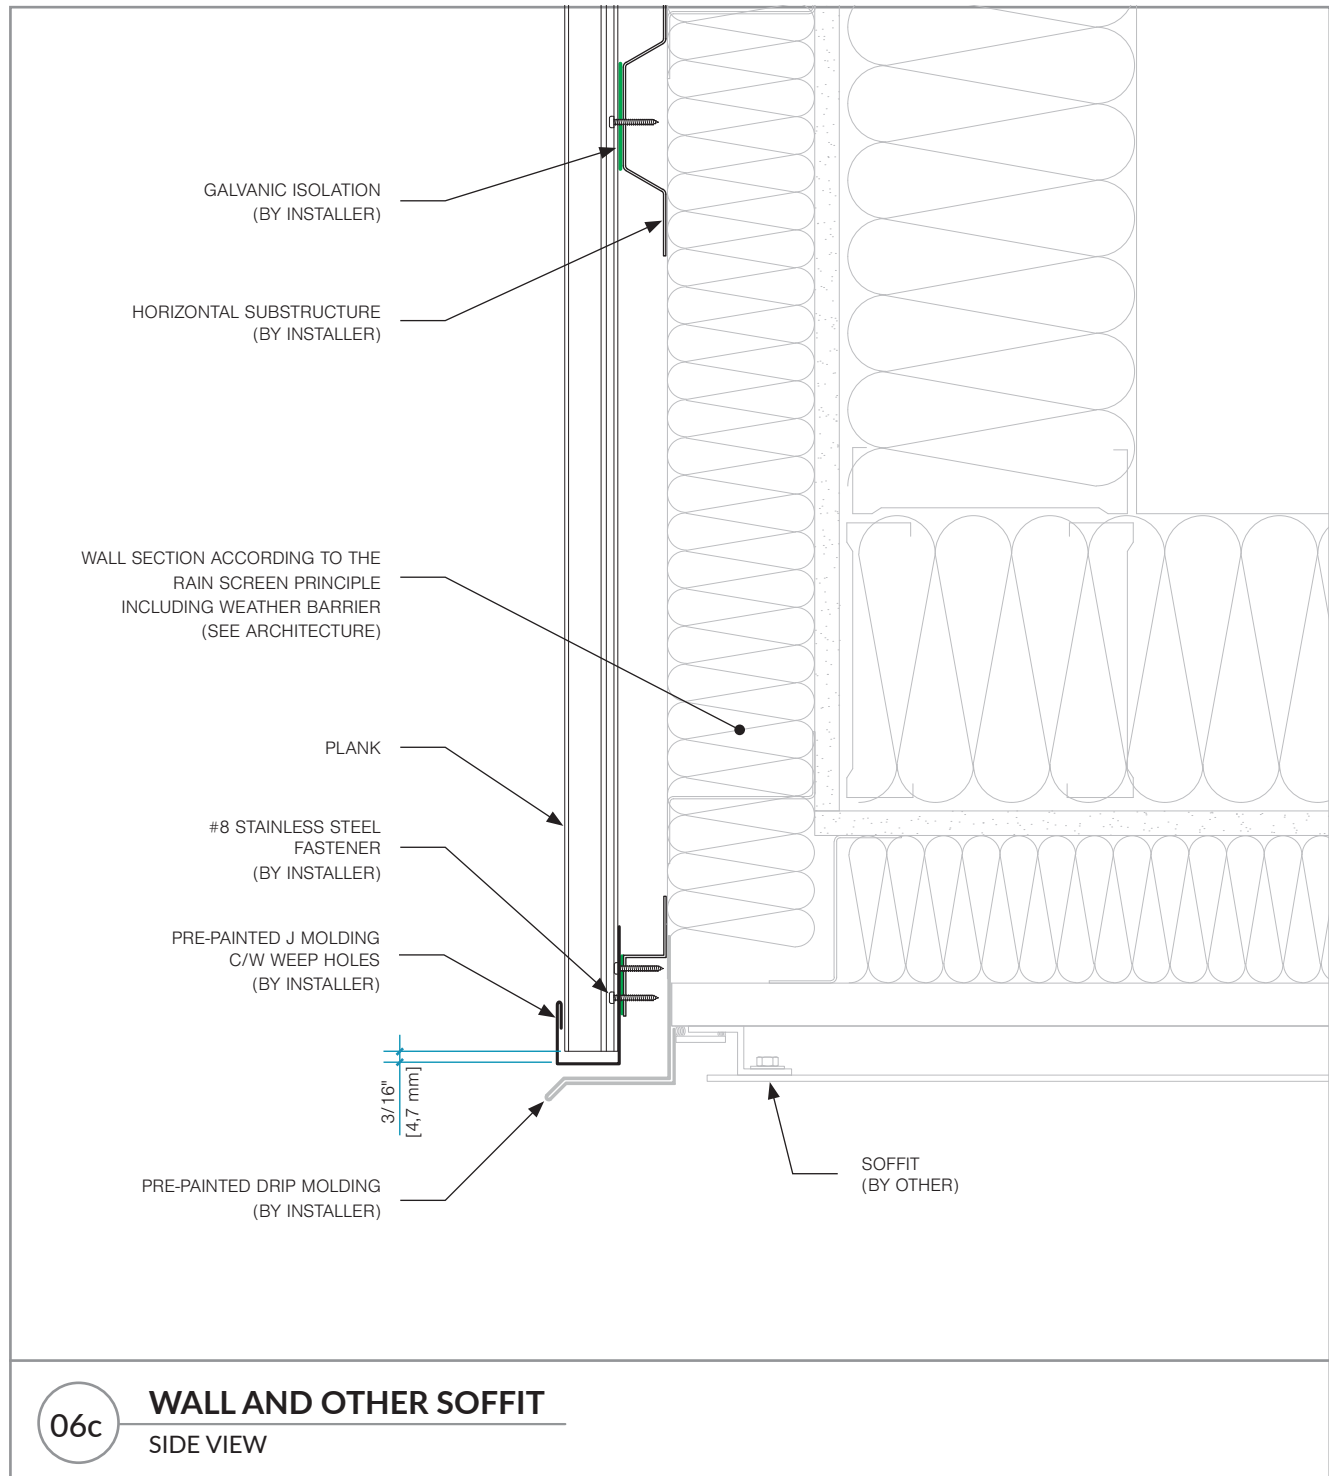 GALVANIC ISOLATION
(BY INSTALLER)
HORIZONTAL SUBSTRUCTURE
(BY INSTALLER)
WALL SECTION ACCORDING TO THE
RAIN SCREEN PRINCIPLE
INCLUDING WEATHER BARRIER
(SEE ARCHITECTURE)
PLANK
#8 STAINLESS STEEL
FASTENER
(BY INSTALLER)
PRE-PAINTED J MOLDING
C/W WEEP HOLES
(BY INSTALLER)
3/16"
[4,7 mm]
PRE-PAINTED DRIP MOLDING
(BY INSTALLER)
SOFFIT
(BY OTHER)
06c
WALL AND OTHER SOFFIT
SIDE VIEW